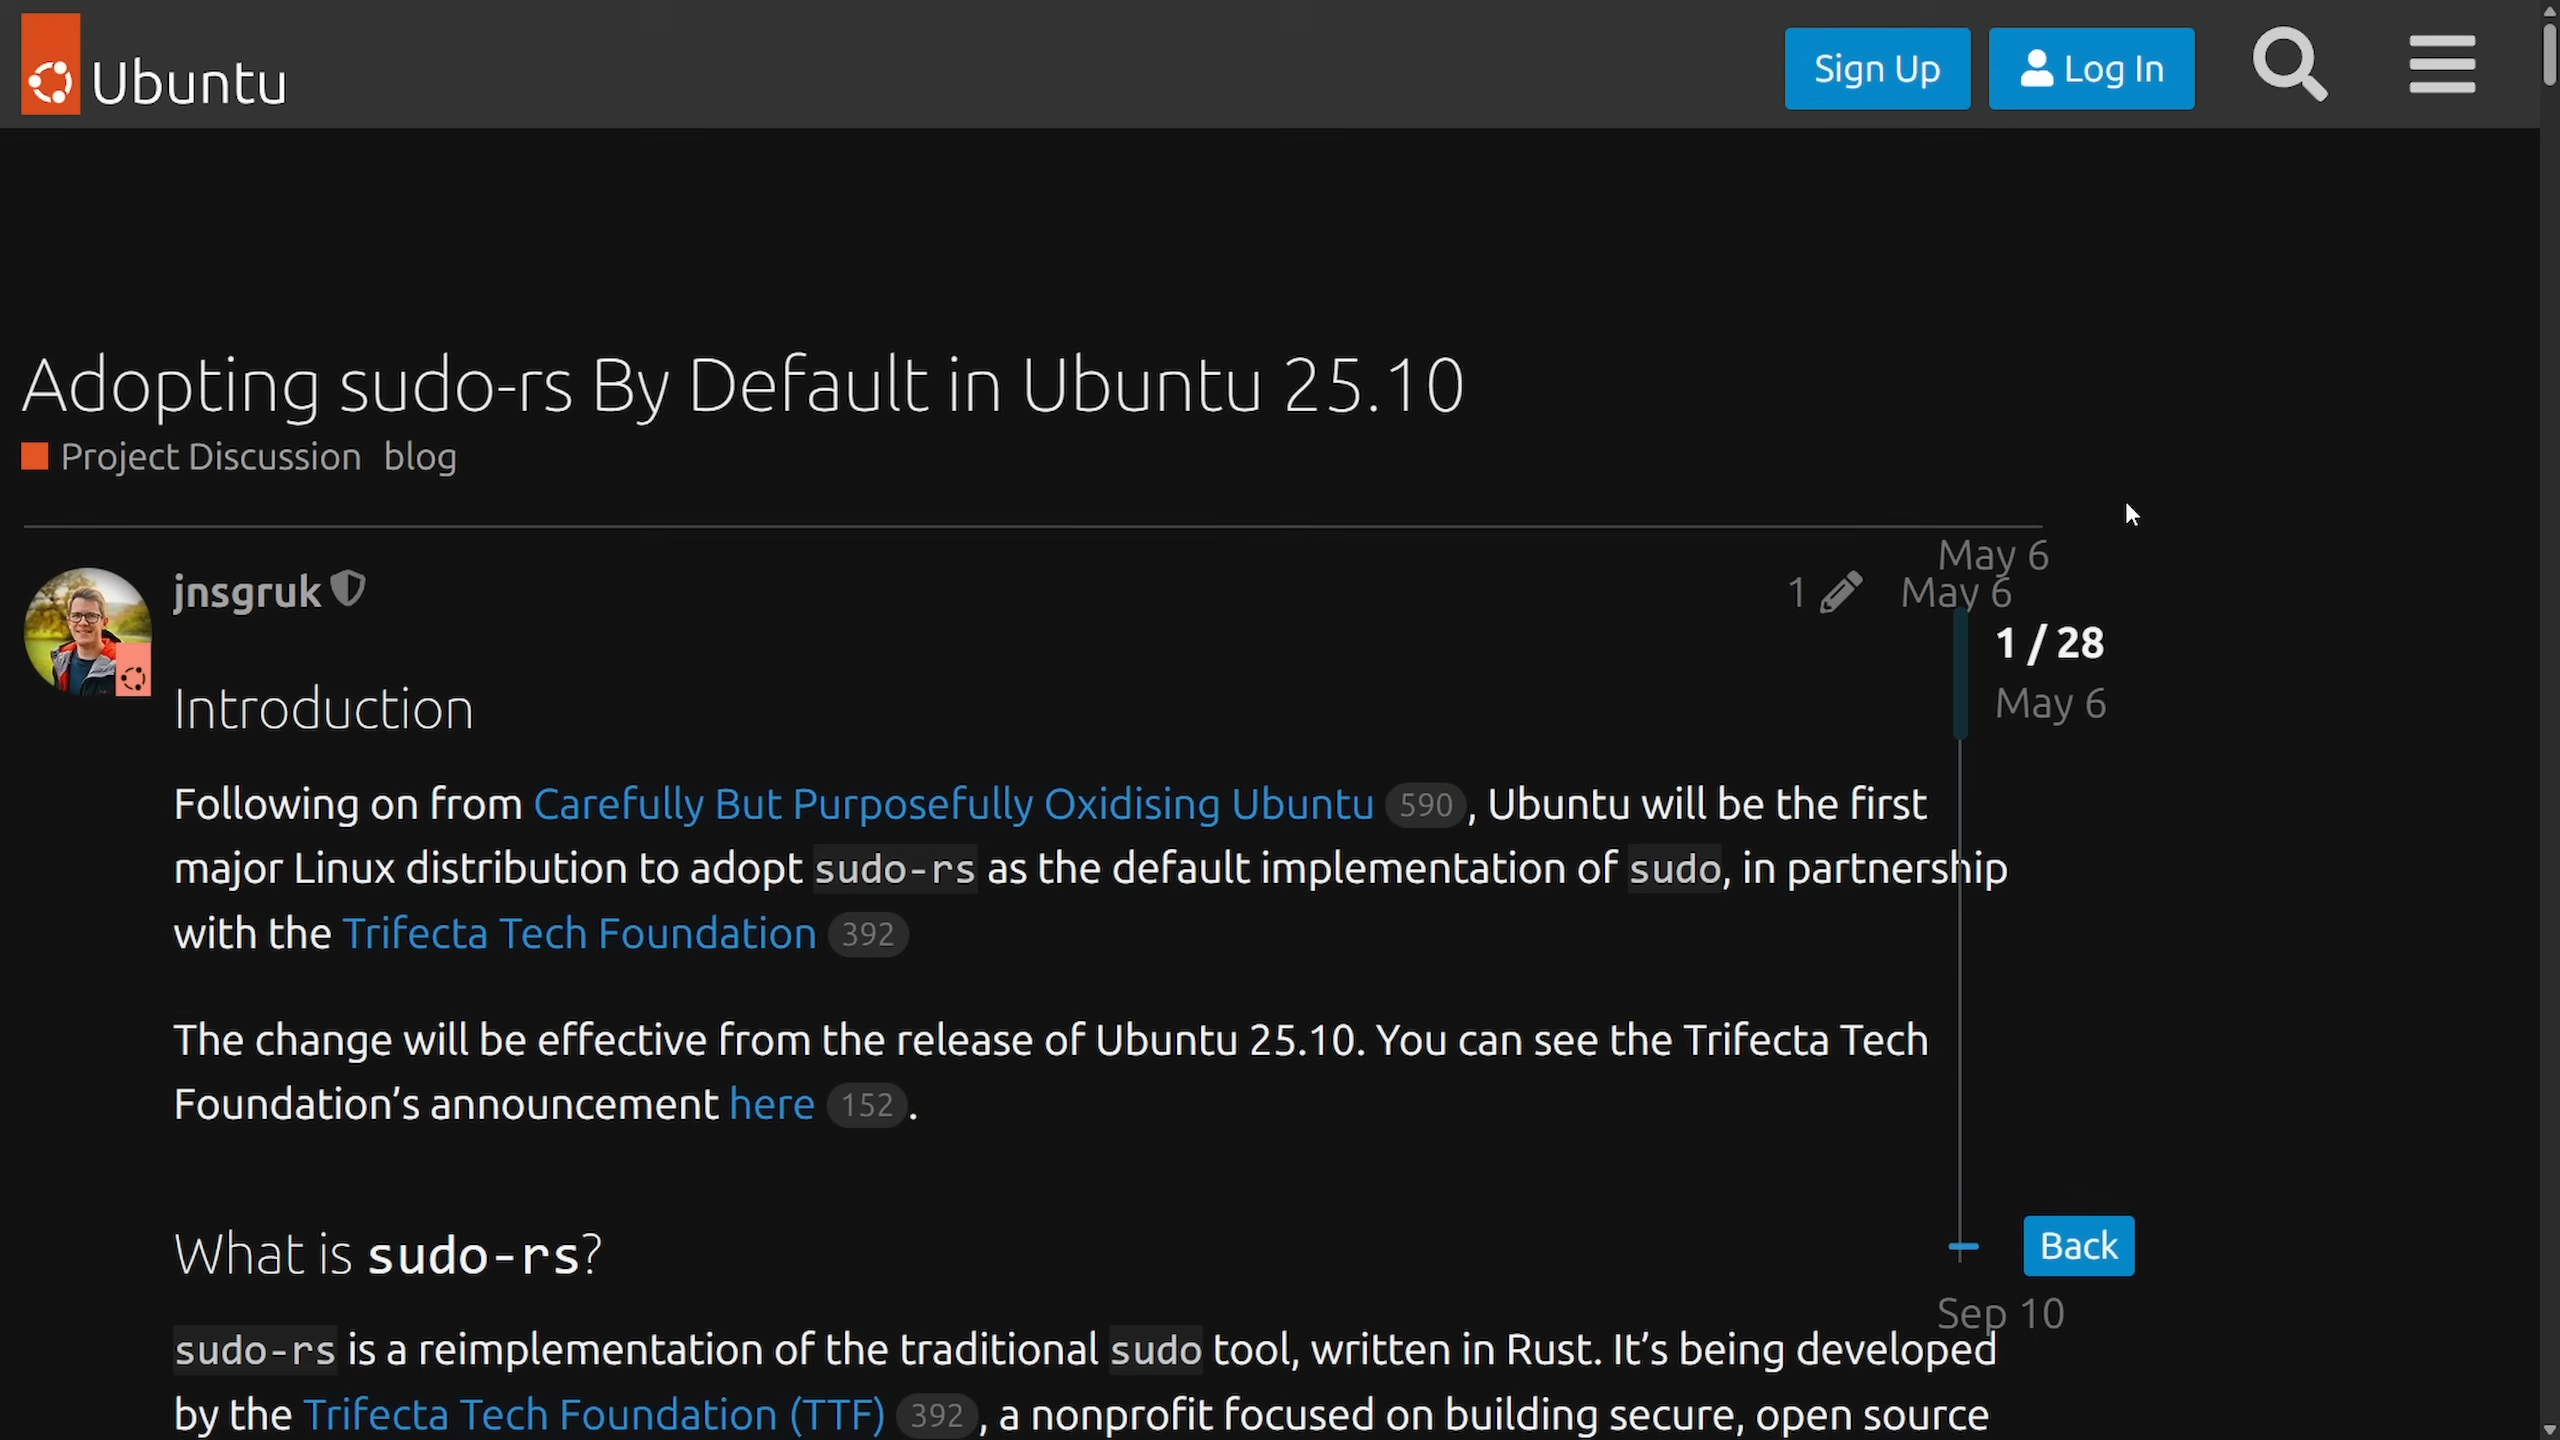 Ubuntu
Sign Up
Log In
Adopting sudo-rs By Default in Ubuntu 25.10
Project Discussion blog
May 6
jnsgruk
1
May 6
1 / 28
May 6
Introduction
Following on from Carefully But Purposefully Oxidising Ubuntu 590, Ubuntu will be the first
major Linux distribution to adopt sudo-rs as the default implementation of sudo, in partnership
with the Trifecta Tech Foundation 392
The change will be effective from the release of Ubuntu 25.10. You can see the Trifecta Tech
Foundation’s announcement here 152.
What is sudo-rs?
Back
Sep 10
sudo-rs is a reimplementation of the traditional sudo tool, written in Rust. It’s being developed
by the Trifecta Tech Foundation (TTF) 392, a nonprofit focused on building secure, open source